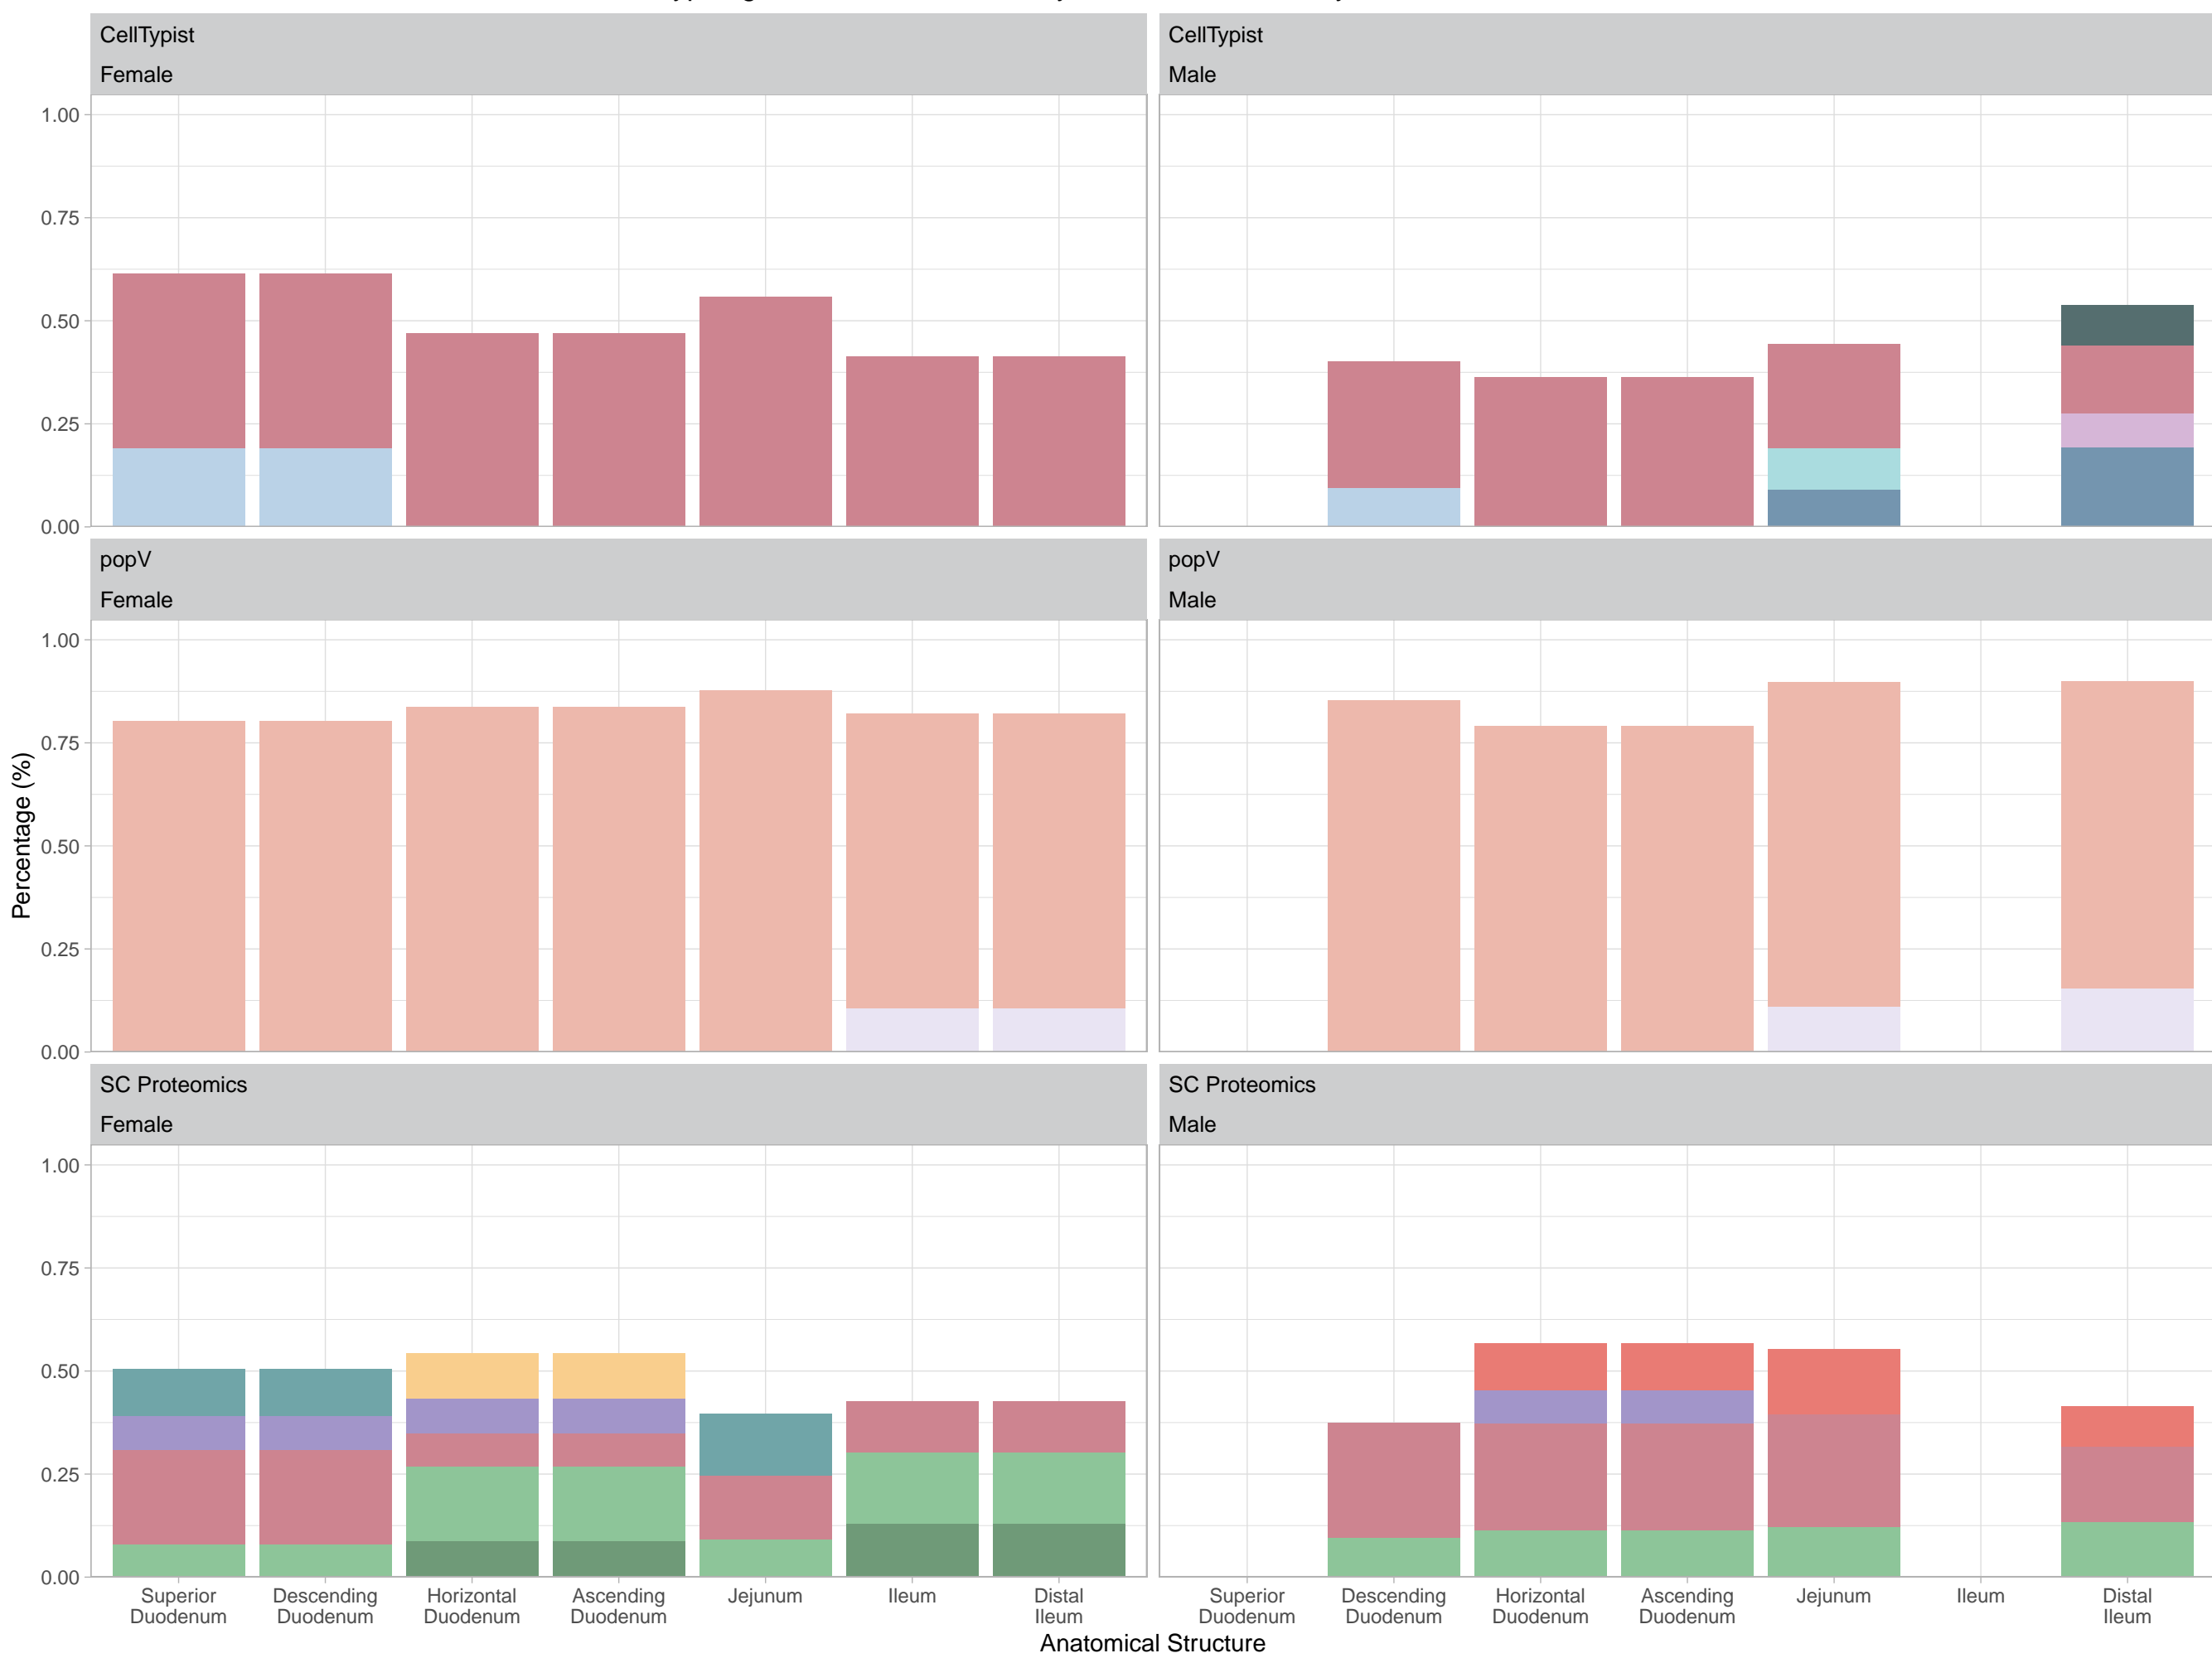 CellTypist
Female
CellTypist
Male
1.00
0.75
0.50
0.25
0.00
popV
Female
popV
Male
1.00
0.75
0.50
0.25
0.00
Percentage (%)
SC Proteomics
Female
SC Proteomics
Male
1.00
0.75
0.50
0.25
0.00
Superior Descending Horizontal Ascending Jejunum Ileum Distal
Duodenum Duodenum Duodenum Duodenum Ileum
Superior Descending Horizontal Ascending Jejunum Ileum Distal
Duodenum Duodenum Duodenum Duodenum Ileum
Anatomical Structure